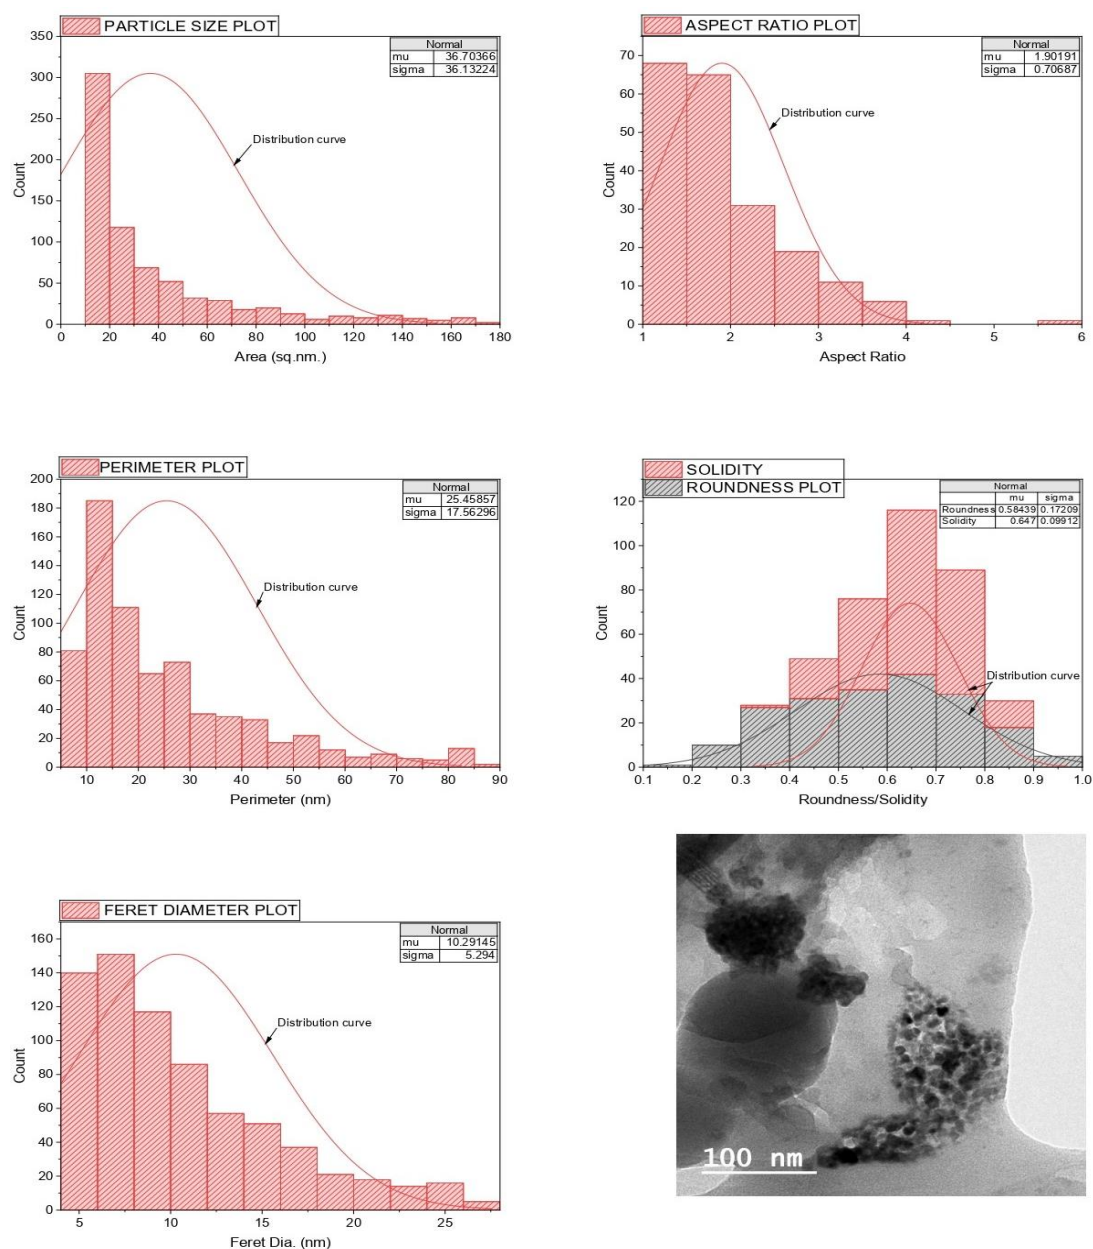 PARTICLE SIZE PLOT
Normal
mu 36.70366
sigma 36.13224
Distribution curve
350
300
250
200
150
100
50
0
Count
0 20 40 60 80 100 120 140 160 180
Area (sq.nm.)
ASPECT RATIO PLOT
Normal
mu 1.90191
sigma 0.70687
Distribution curve
70
60
50
40
30
20
10
0
Count
1 2 3 4 5 6
Aspect Ratio
PERIMETER PLOT
Normal
mu 25.45857
sigma 17.56296
Distribution curve
200
180
160
140
120
100
80
60
40
20
0
Count
10 20 30 40 50 60 70 80 90
Perimeter (nm)
SOLIDITY
ROUNDNESS PLOT
Normal
mu sigma
Roundness 0.58439 0.17209
Solidity 0.647 0.09912
Distribution curve
120
100
80
60
40
20
0
Count
0.1 0.2 0.3 0.4 0.5 0.6 0.7 0.8 0.9 1.0
Roundness/Solidity
FERET DIAMETER PLOT
Normal
mu 10.29145
sigma 5.294
Distribution curve
160
140
120
100
80
60
40
20
0
Count
5 10 15 20 25
Feret Dia. (nm)
100 nm